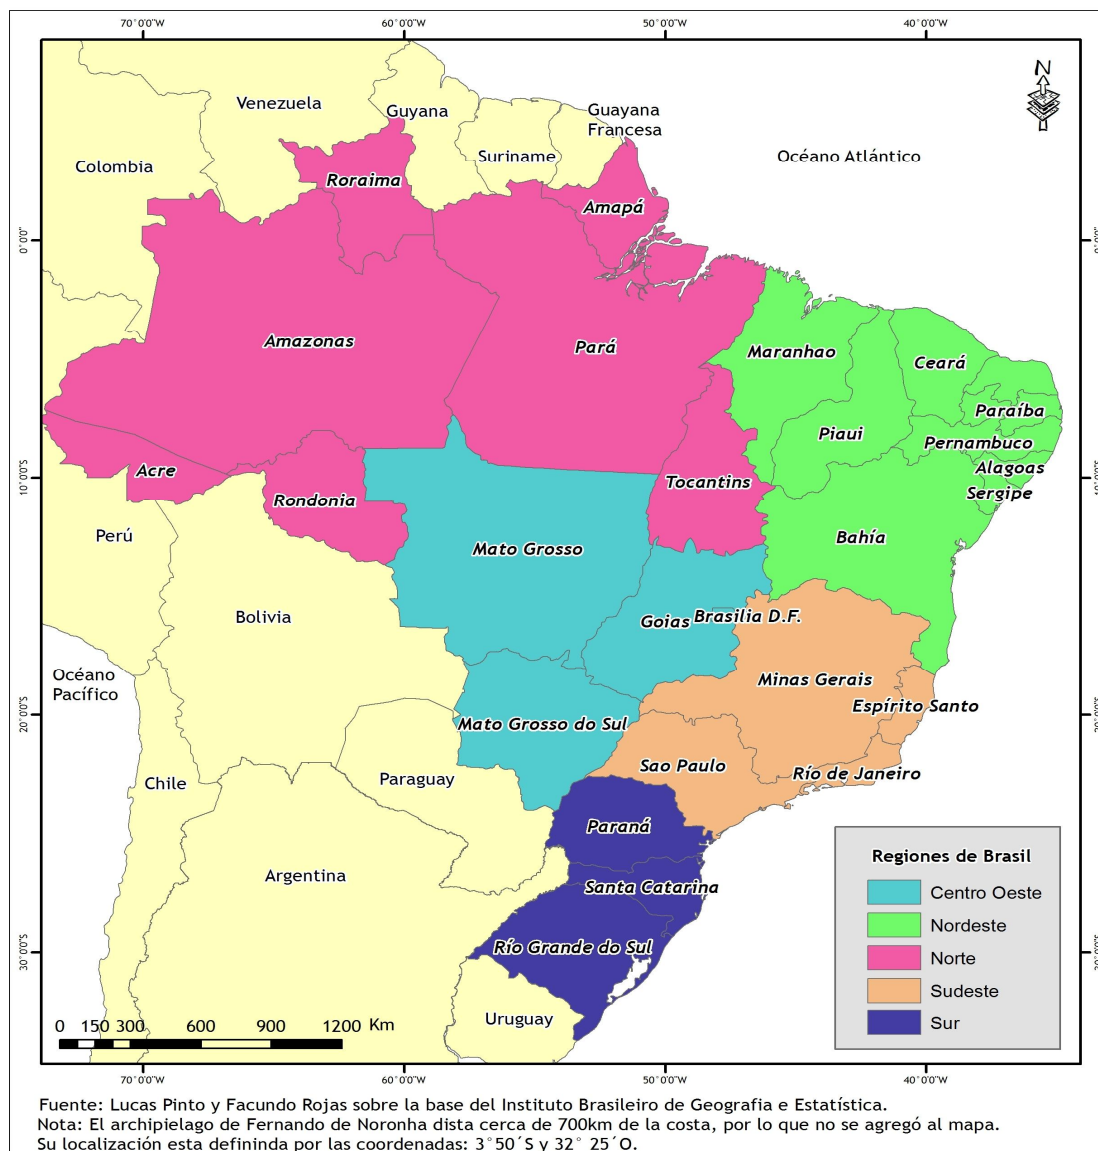 70°0'0"W 60°0'0"W 50°0'0"W 40°0'0"W
N
Venezuela
Guyana
Guayana
Francesa
Colombia
Suriname
Océano Atlántico
Roraima
Amapá
0°0'0"
0°0'0"
Amazonas
Pará
Maranhao
Ceará
Paraíba
Piaui
Pernambuco
Acre
Alagoas
10°0'0"S
Rondonia
Tocantins
Sergipe
Perú
Mato Grosso
Bahía
Bolivia
Goias
Brasilia D.F.
Océano
Pacífico
Minas Gerais
Espírito Santo
20°0'0"S
Mato Grosso do Sul
Chile
Paraguay
Sao Paulo
Río de Janeiro
Paraná
Argentina
Santa Catarina
Río Grande do Sul
30°0'0"S
Uruguay
Regiones de Brasil
Centro Oeste
Nordeste
Norte
Sudeste
Sur
0 150 300 600 900 1200 Km
70°0'0"W 60°0'0"W 50°0'0"W 40°0'0"W
Fuente: Lucas Pinto y Facundo Rojas sobre la base del Instituto Brasileiro de Geografia e Estatística.
Nota: El archipielago de Fernando de Noronha dista cerca de 700km de la costa, por lo que no se agregó al mapa.
Su localización esta defininda por las coordenadas: 3°50´S y 32° 25´O.